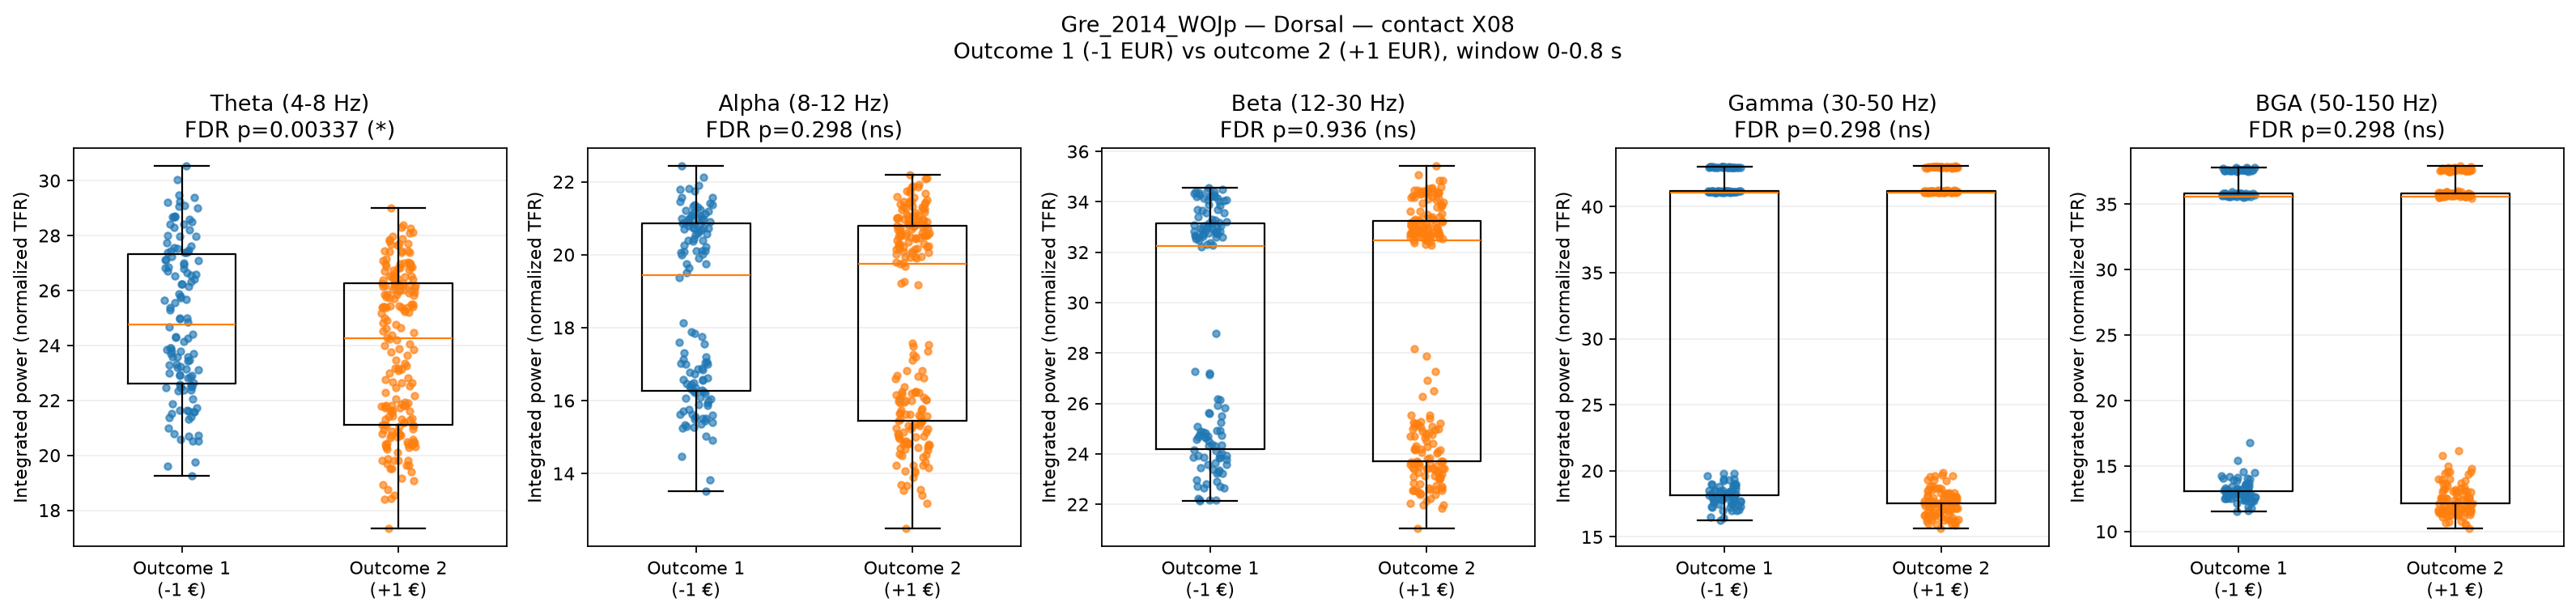 Gre_2014_WOJp — Dorsal — contact X08
Outcome 1 (-1 EUR) vs outcome 2 (+1 EUR), window 0-0.8 s
Theta (4-8 Hz)
FDR p=0.00337 (*)
Integrated power (normalized TFR)
30
28
26
24
22
20
18
Outcome 1
(-1 €)
Outcome 2
(+1 €)
Alpha (8-12 Hz)
FDR p=0.298 (ns)
Integrated power (normalized TFR)
22
20
18
16
14
Outcome 1
(-1 €)
Outcome 2
(+1 €)
Beta (12-30 Hz)
FDR p=0.936 (ns)
Integrated power (normalized TFR)
36
34
32
30
28
26
24
22
Outcome 1
(-1 €)
Outcome 2
(+1 €)
Gamma (30-50 Hz)
FDR p=0.298 (ns)
Integrated power (normalized TFR)
40
35
30
25
20
15
Outcome 1
(-1 €)
Outcome 2
(+1 €)
BGA (50-150 Hz)
FDR p=0.298 (ns)
Integrated power (normalized TFR)
35
30
25
20
15
10
Outcome 1
(-1 €)
Outcome 2
(+1 €)